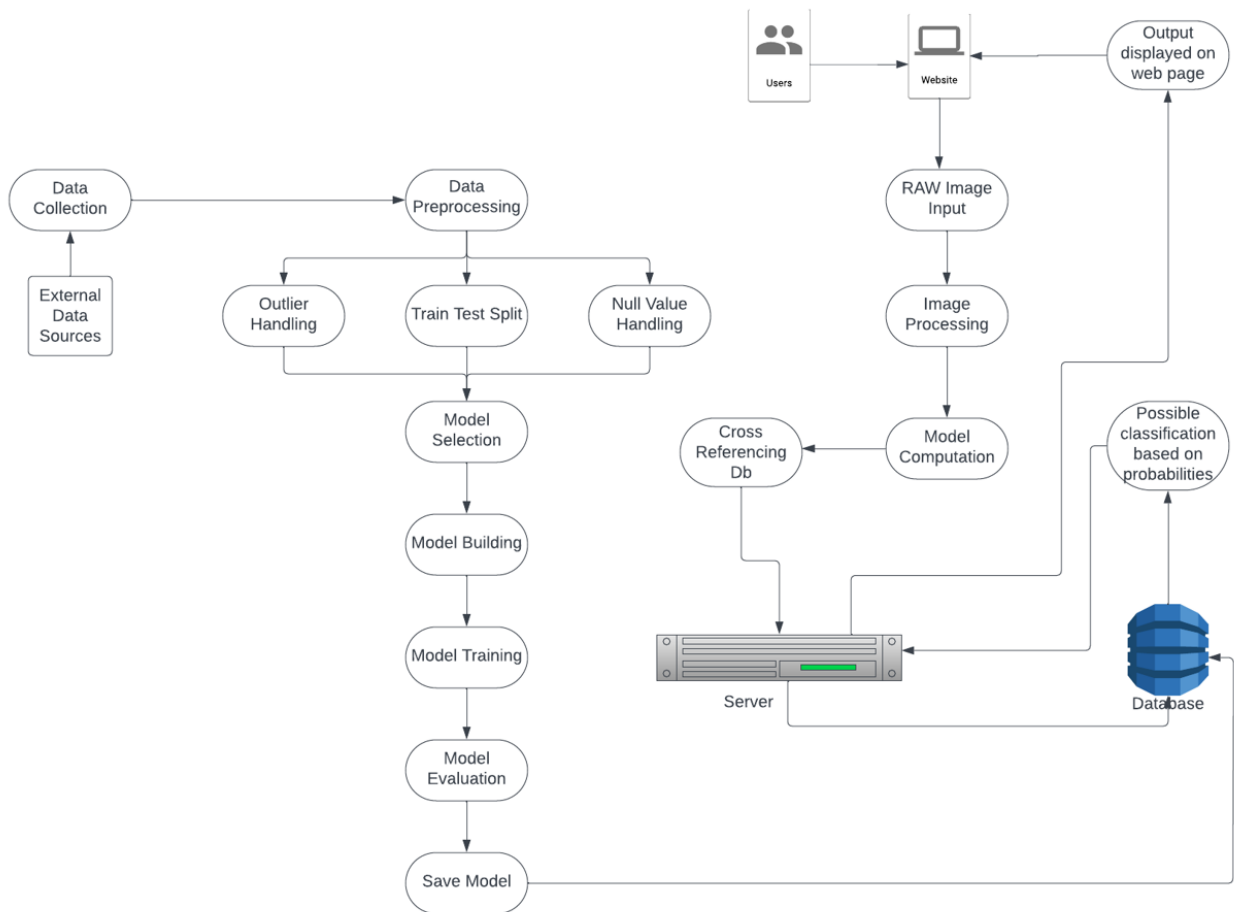 Users
Website
Output
displayed on
web page
Data
Collection
Data
Preprocessing
RAW Image
Input
External
Data
Sources
Outlier
Handling
Train Test Split
Null Value
Handling
Image
Processing
Model
Selection
Cross
Referencing
Db
Model
Computation
Possible
classification
based on
probabilities
Model Building
Model Training
Server
Database
Model
Evaluation
Save Model